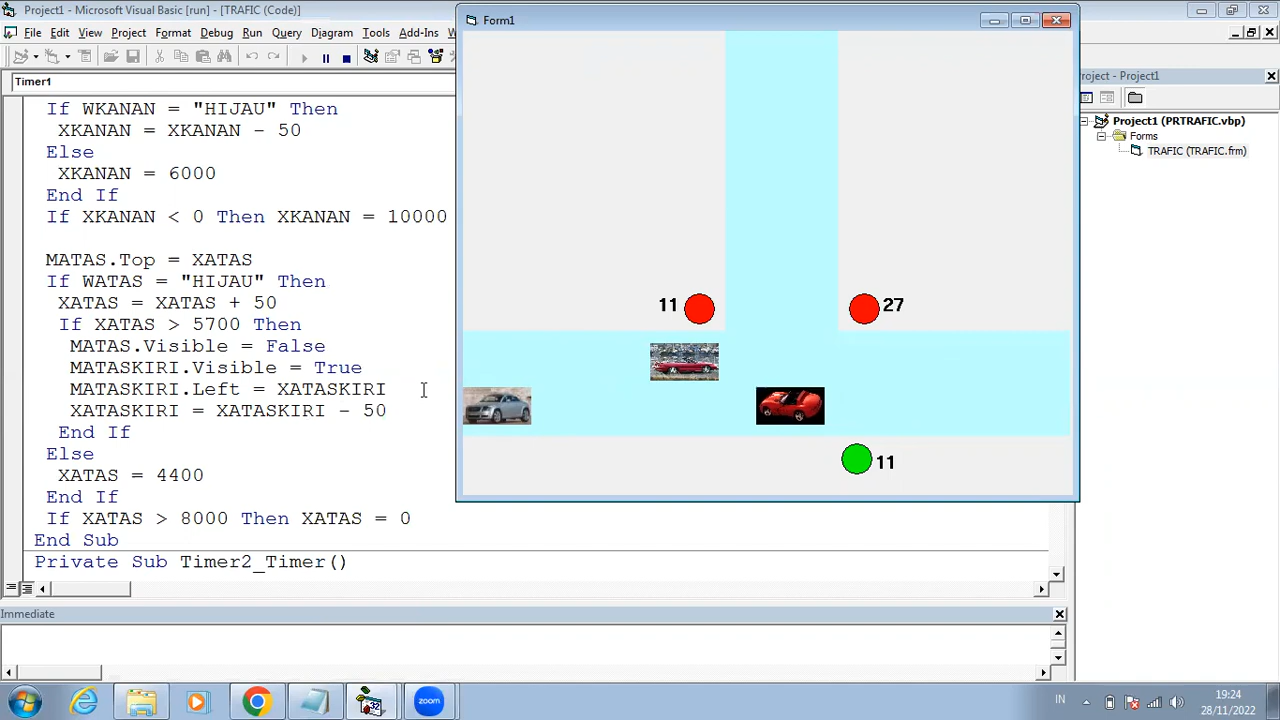 Project1 - Microsoft Visual Basic [run] - [TRAFIC (Code)]
Form1
File Edit View Project Format Debug Run Query Diagram Tools Add-Ins W
Timer1
roject - Project1
If WKANAN = "HIJAU" Then
XKANAN = XKANAN - 50
Else
XKANAN = 6000
End If
If XKANAN < 0 Then XKANAN = 10000
MATAS.Top = XATAS
If WATAS = "HIJAU" Then
XATAS = XATAS + 50
If XATAS > 5700 Then
MATAS.Visible = False
MATASKIRI.Visible = True
MATASKIRI.Left = XATASKIRI
XATASKIRI = XATASKIRI - 50
End If
Else
XATAS = 4400
End If
If XATAS > 8000 Then XATAS = 0
End Sub
Private Sub Timer2_Timer()
11
27
11
Project1 (PRTRAFIC.vbp)
Forms
TRAFIC (TRAFIC.frm)
Immediate
32
zoom
IN
19:24
28/11/2022